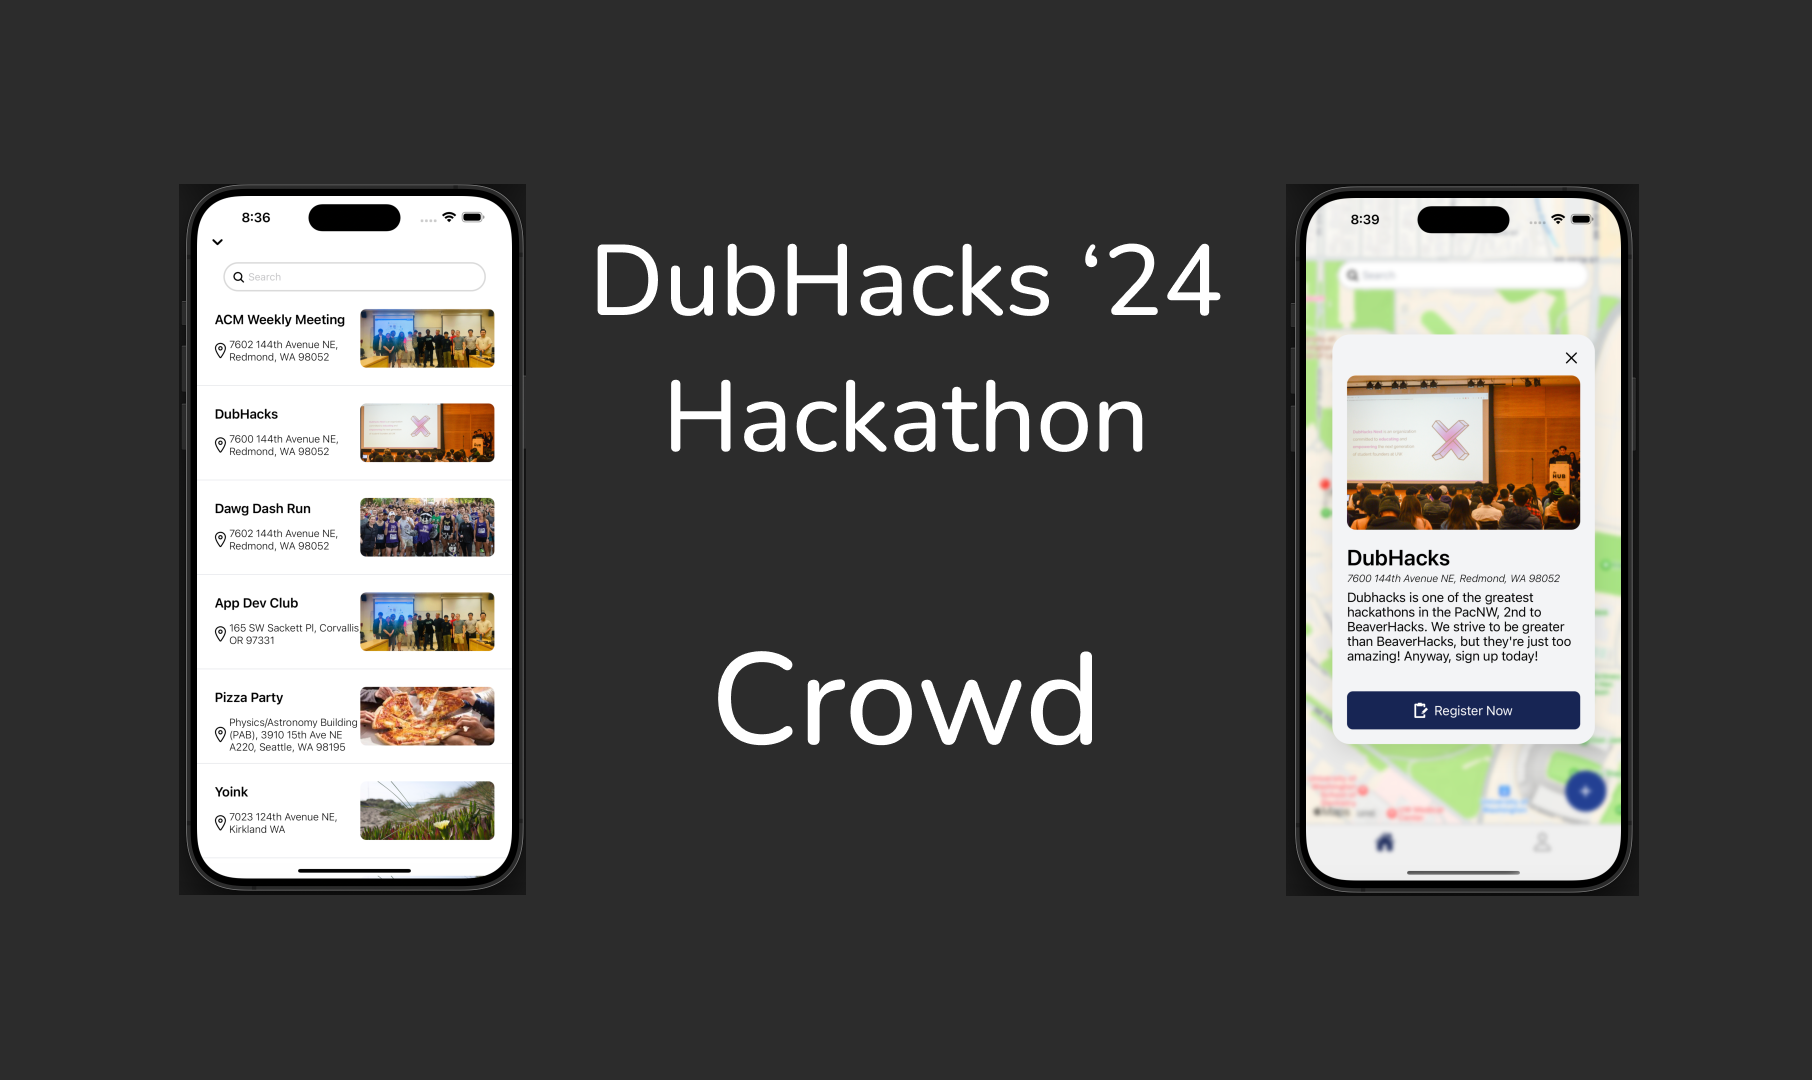 8:36
Search
ACM Weekly Meeting
7602 144th Avenue NE,
Redmond, WA 98052
DubHacks
7600 144th Avenue NE,
Redmond, WA 98052
Dawg Dash Run
7602 144th Avenue NE,
Redmond, WA 98052
App Dev Club
165 SW Sackett Pl, Corvallis
OR 97331
Pizza Party
Physics/Astronomy Building
(PAB), 3910 15th Ave NE
A220, Seattle, WA 98195
Yoink
7023 124th Avenue NE,
Kirkland WA
DubHacks ‘24
Hackathon
Crowd
8:39
Search
DubHacks
7600 144th Avenue NE, Redmond, WA 98052
Dubhacks is one of the greatest
hackathons in the PacNW, 2nd to
BeaverHacks. We strive to be greater
than BeaverHacks, but they're just too
amazing! Anyway, sign up today!
Register Now